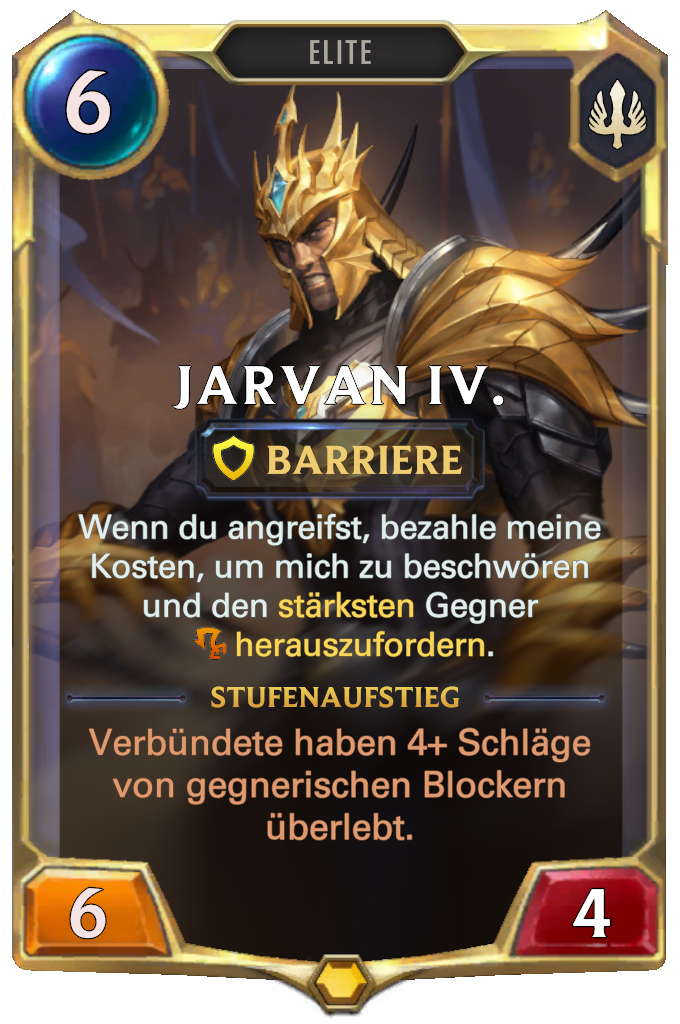 ELITE
6
JARVAN IV.
BARRIERE
Wenn du angreifst, bezahle meine
Kosten, um mich zu beschwören
und den stärksten Gegner
herauszufordern.
STUFENAUFSTIEG
Verbündete haben 4+ Schläge
von gegnerischen Blockern
überlebt.
6
4